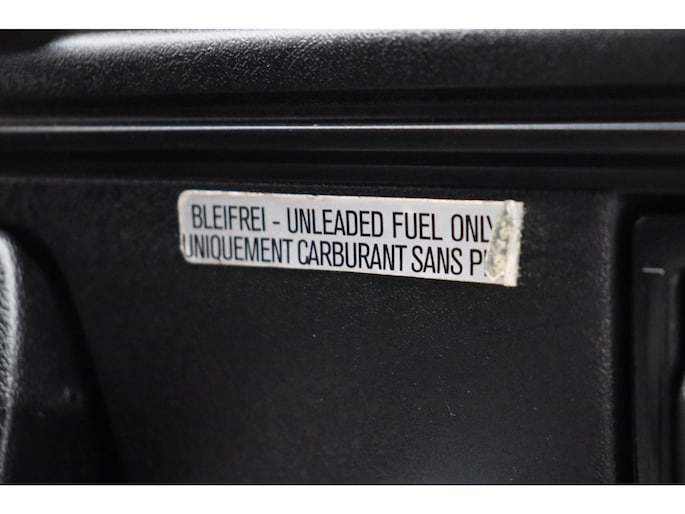 BLEIFREI - UNLEADED FUEL ONLY
UNIQUEMENT CARBURANT SANS